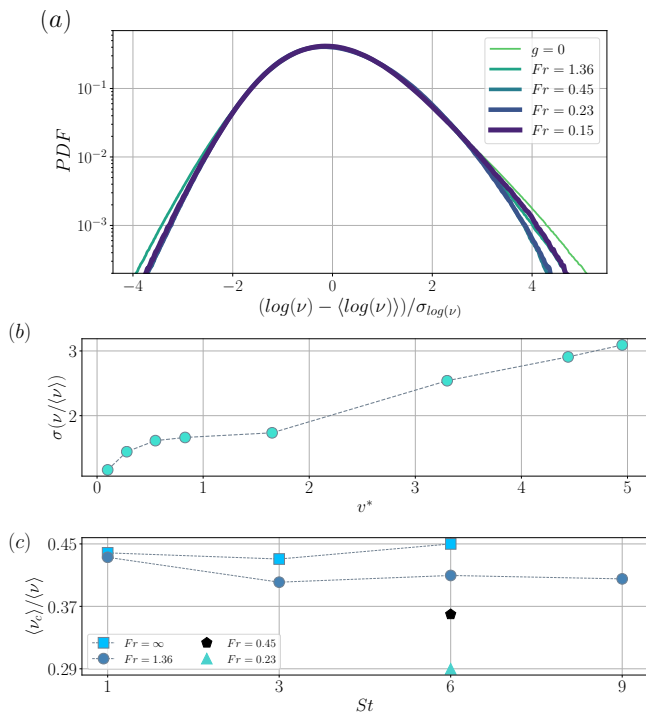 (a)
PDF
10⁻¹
10⁻²
10⁻³
g = 0
Fr = 1.36
Fr = 0.45
Fr = 0.23
Fr = 0.15
−4 −2 0 2 4
(log(ν) − ⟨log(ν)⟩)/σ_{log(ν)}
(b)
σ(ν/⟨ν⟩)
3
2
0 1 2 3 4 5
v*
(c)
⟨ν_c⟩/⟨ν⟩
0.45
0.37
0.29
Fr = ∞ Fr = 0.45
Fr = 1.36 Fr = 0.23
1 3 6 9
St